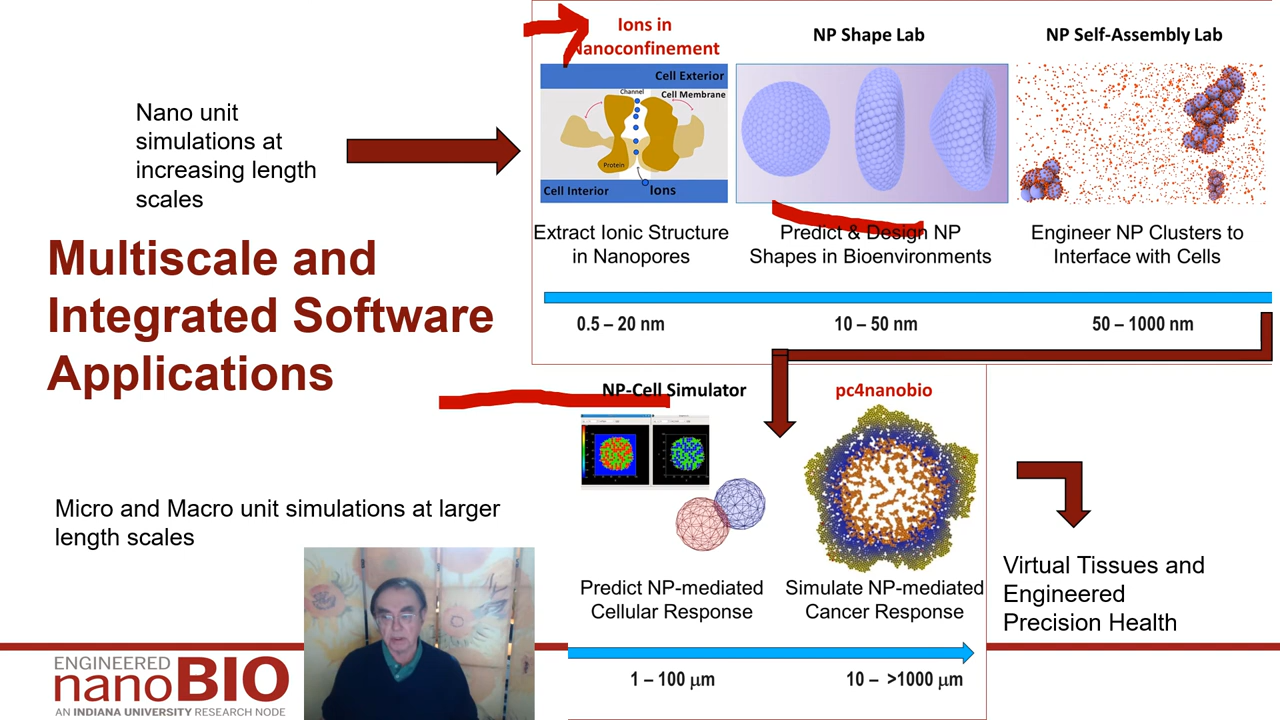 Nano unit
simulations at
increasing length
scales
Multiscale and
Integrated Software
Applications
Micro and Macro unit simulations at larger
length scales
Ions in
Nanoconfinement
Cell Exterior
Channel
Cell Membrane
Protein
Cell Interior
Ions
Extract Ionic Structure
in Nanopores
0.5 – 20 nm
NP Shape Lab
Predict & Design NP
Shapes in Bioenvironments
10 – 50 nm
NP Self-Assembly Lab
Engineer NP Clusters to
Interface with Cells
50 – 1000 nm
NP-Cell Simulator
Predict NP-mediated
Cellular Response
1 – 100 μm
pc4nanobio
Simulate NP-mediated
Cancer Response
10 – >1000 μm
Virtual Tissues and
Engineered
Precision Health
ENGINEERED
nanoBIO
AN INDIANA UNIVERSITY RESEARCH NODE